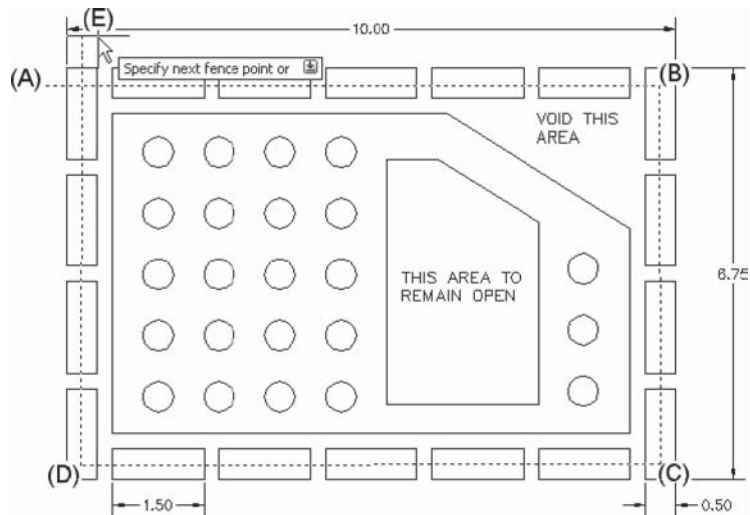 (E)
10.00
Specify next fence point or
(A)
(B)
VOID THIS
AREA
6.75
THIS AREA TO
REMAIN OPEN
(D)
(C)
1.50
0.50